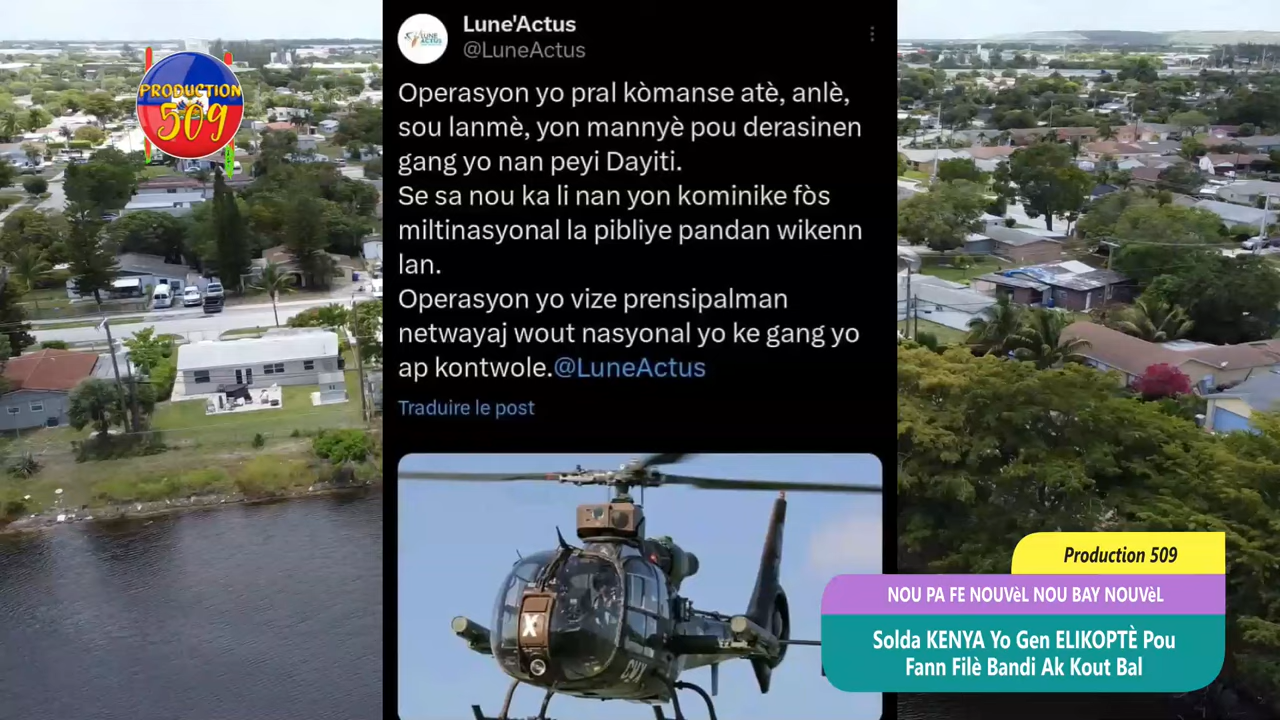 PRODUCTION
509
Lune'Actus
@LuneActus
LUNE
ACTUS
Operasyon yo pral kòmanse atè, anlè,
sou lanmè, yon mannyè pou derasinen
gang yo nan peyi Dayiti.
Se sa nou ka li nan yon kominike fòs
miltinasyonal la pibliye pandan wikenn
lan.
Operasyon yo vize prensipalman
netwayaj wout nasyonal yo ke gang yo
ap kontwole.@LuneActus
Traduire le post
X
CVX
Production 509
NOU PA FE NOUVèL NOU BAY NOUVèL
Solda KENYA Yo Gen ELIKOPTÈ Pou
Fann Filè Bandi Ak Kout Bal